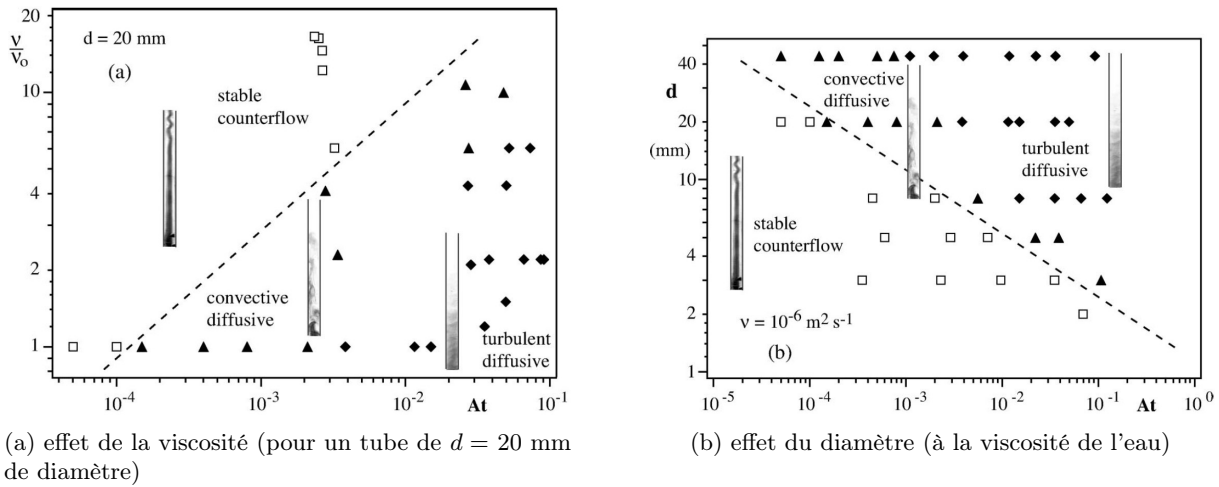 20
ν
ν₀
d = 20 mm
(a)
stable
counterflow
10
4
2
convective
diffusive
turbulent
diffusive
1
10⁻⁴
10⁻³
10⁻²
At
10⁻¹
(a) effet de la viscosité (pour un tube de d = 20 mm
de diamètre)
40
d
convective
diffusive
20
(mm)
turbulent
diffusive
10
stable
counterflow
4
ν = 10⁻⁶ m² s⁻¹
2
(b)
1
10⁻⁵
10⁻⁴
10⁻³
10⁻²
10⁻¹
At
10⁰
(b) effet du diamètre (à la viscosité de l'eau)